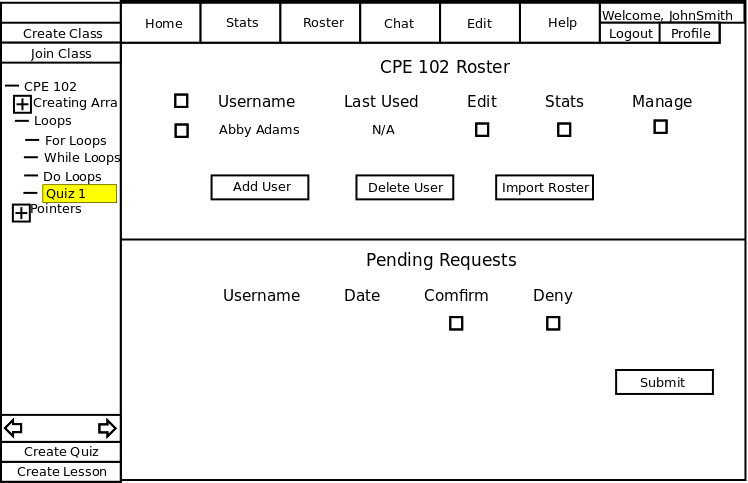 Create Class
Join Class
Home Stats Roster Chat Edit Help
Welcome, JohnSmith
Logout Profile
CPE 102
Creating Arra
Loops
For Loops
While Loops
Do Loops
Quiz 1
Pointers
Create Quiz
Create Lesson
CPE 102 Roster
Username Last Used Edit Stats Manage
Abby Adams N/A
Add User Delete User Import Roster
Pending Requests
Username Date Comfirm Deny
Submit